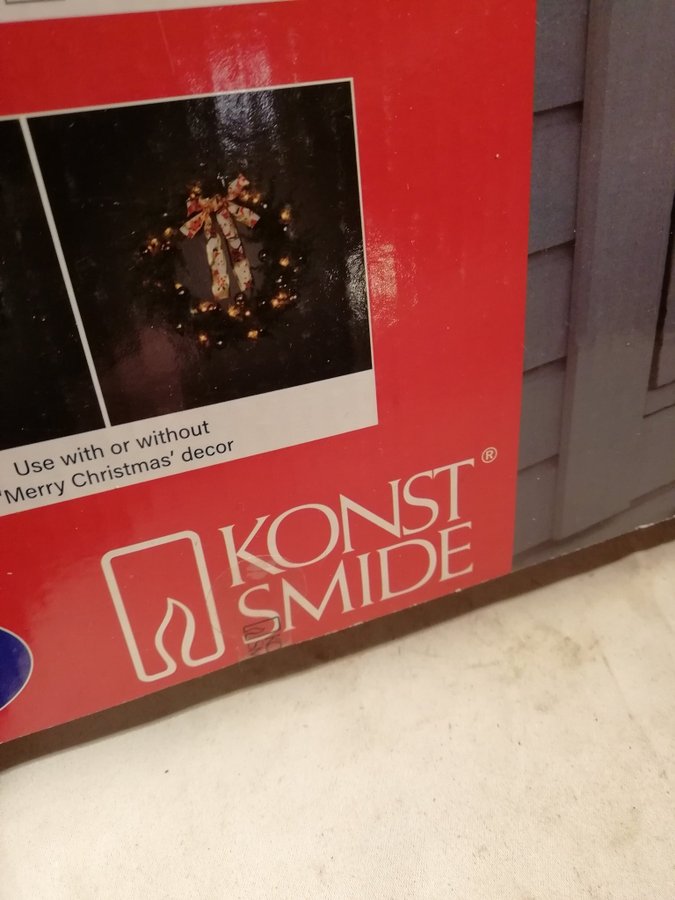 Use with or without
'Merry Christmas' decor
KONST®
SMIDE